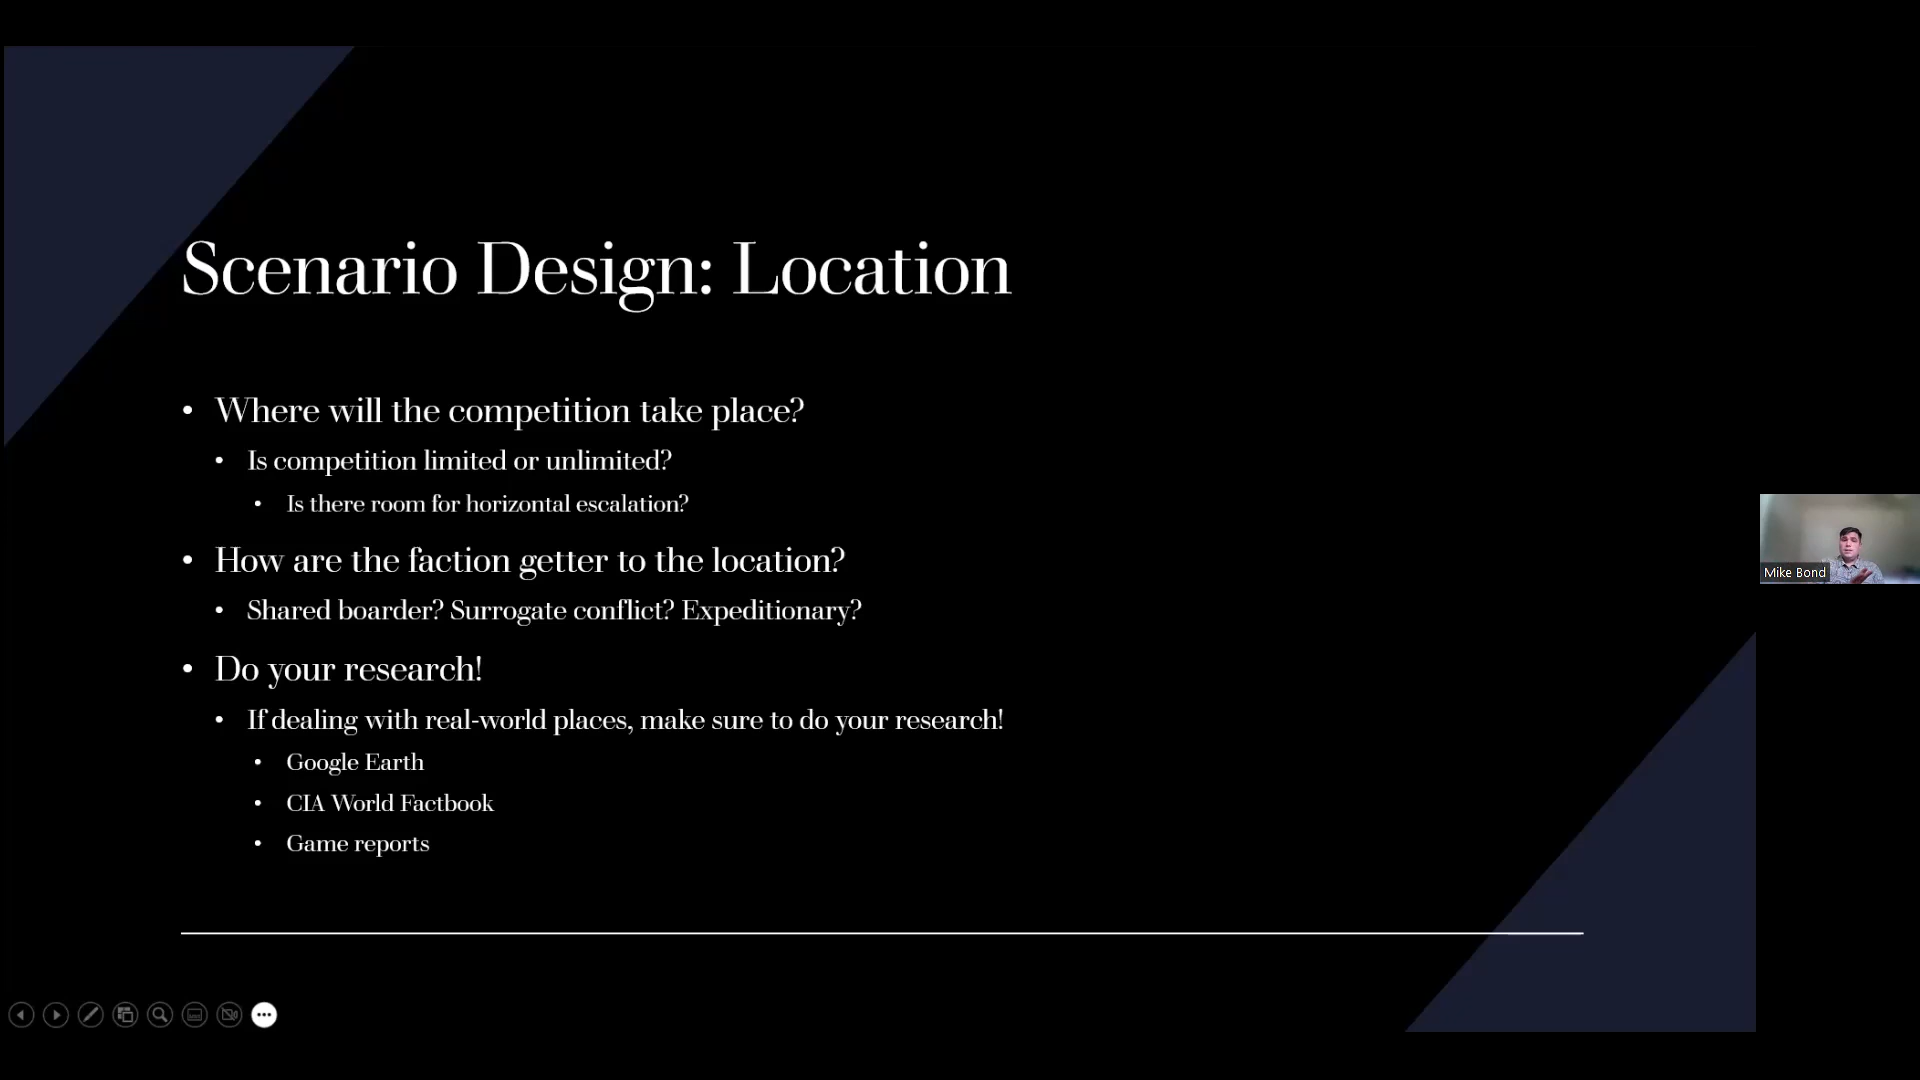 Scenario Design: Location
• Where will the competition take place?
• Is competition limited or unlimited?
• Is there room for horizontal escalation?
• How are the faction getter to the location?
• Shared boarder? Surrogate conflict? Expeditionary?
• Do your research!
• If dealing with real-world places, make sure to do your research!
• Google Earth
• CIA World Factbook
• Game reports
Mike Bond